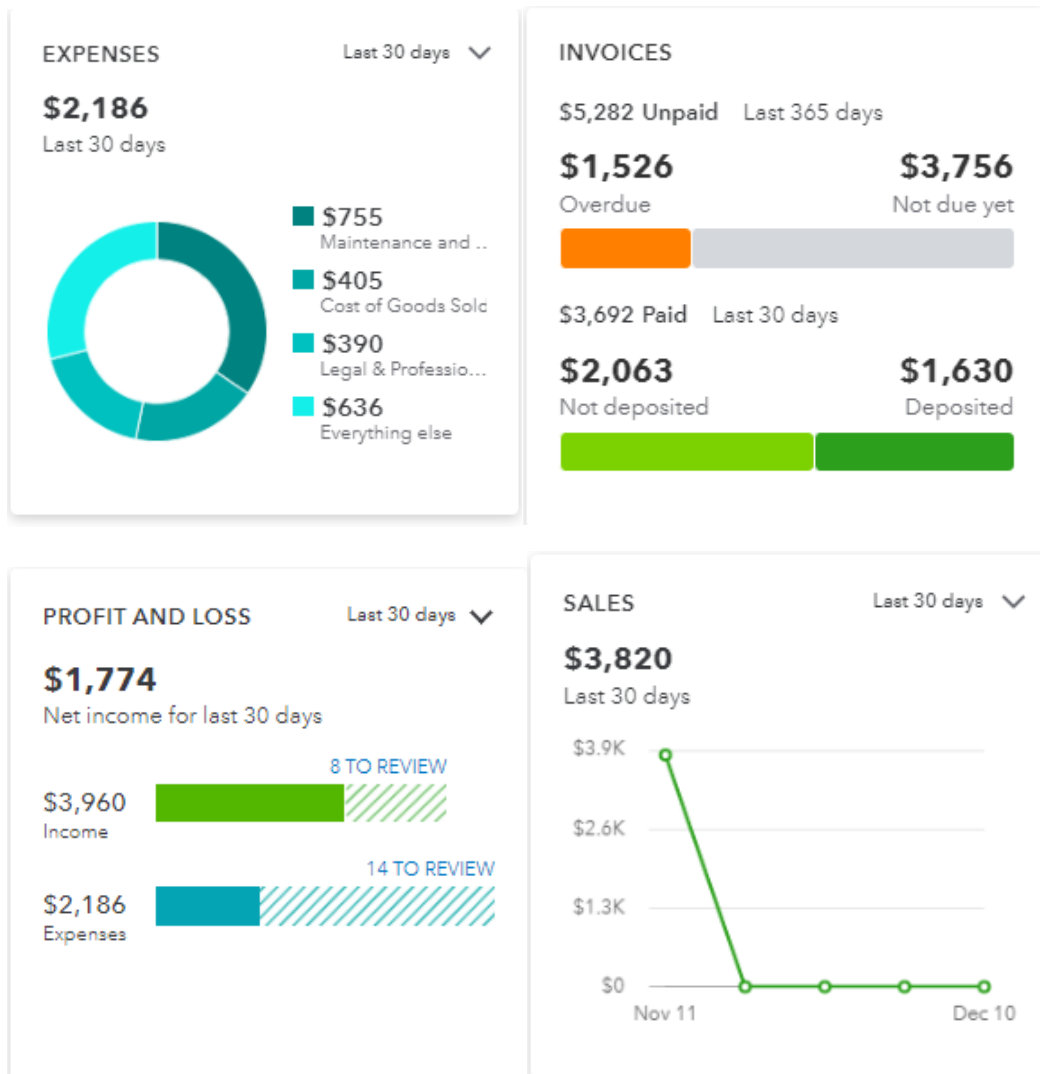 EXPENSES
Last 30 days
$2,186
Last 30 days
$755
Maintenance and ..
$405
Cost of Goods Sold
$390
Legal & Professio...
$636
Everything else
INVOICES
$5,282 Unpaid Last 365 days
$1,526 $3,756
Overdue Not due yet
$3,692 Paid Last 30 days
$2,063 $1,630
Not deposited Deposited
PROFIT AND LOSS Last 30 days
$1,774
Net income for last 30 days
8 TO REVIEW
$3,960
Income
14 TO REVIEW
$2,186
Expenses
SALES Last 30 days
$3,820
Last 30 days
$3.9K
$2.6K
$1.3K
$0
Nov 11 Dec 10